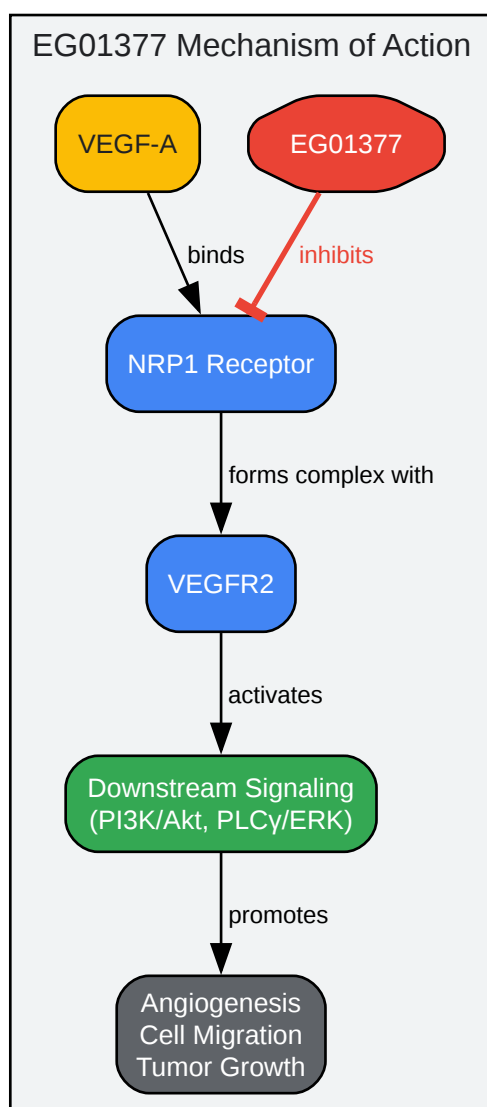 EG01377 Mechanism of Action
VEGF-A
EG01377
binds
inhibits
NRP1 Receptor
forms complex with
VEGFR2
activates
Downstream Signaling
(PI3K/Akt, PLCγ/ERK)
promotes
Angiogenesis
Cell Migration
Tumor Growth